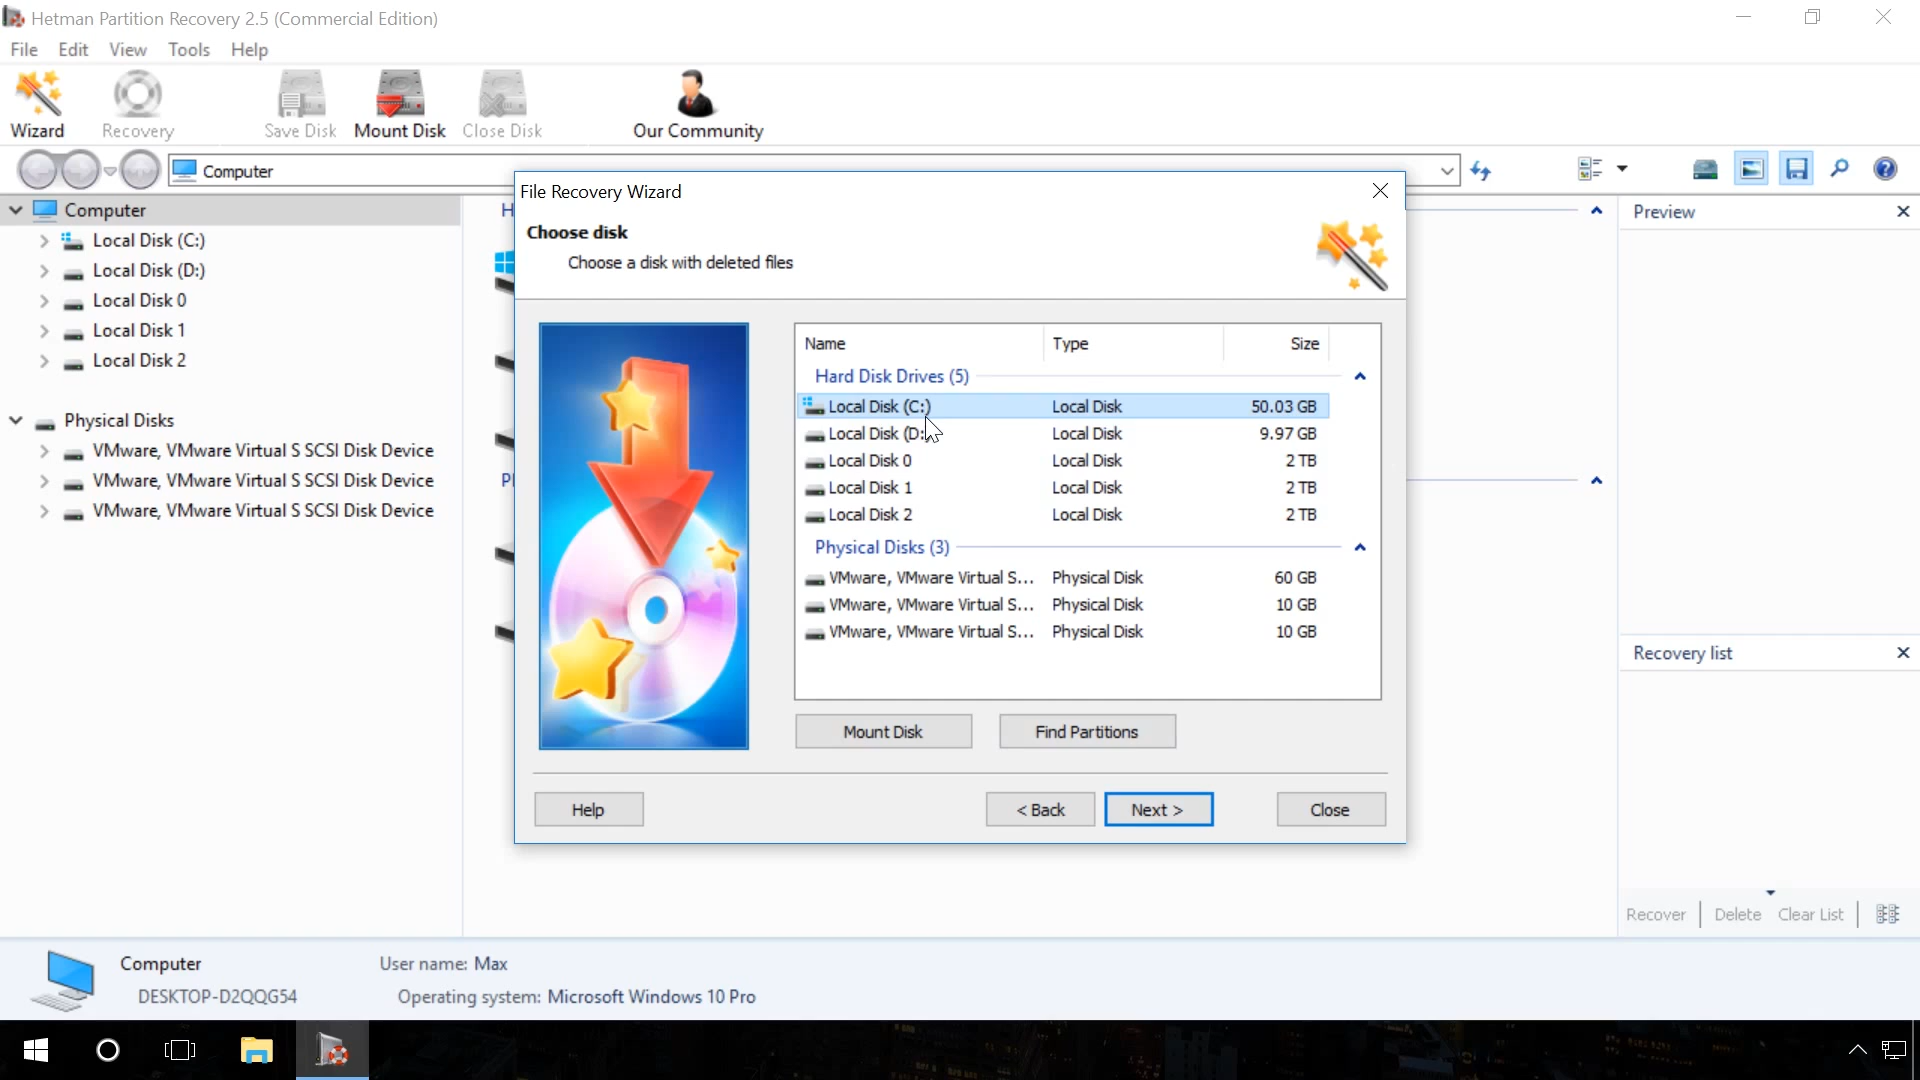 Hetman Partition Recovery 2.5 (Commercial Edition)
File Edit View Tools Help
Wizard Recovery Save Disk Mount Disk Close Disk Our Community
Computer
Computer
Local Disk (C:)
Local Disk (D:)
Local Disk 0
Local Disk 1
Local Disk 2
Physical Disks
VMware, VMware Virtual S SCSI Disk Device
VMware, VMware Virtual S SCSI Disk Device
VMware, VMware Virtual S SCSI Disk Device
File Recovery Wizard
Choose disk
Choose a disk with deleted files
Name Type Size
Hard Disk Drives (5)
Local Disk (C:) Local Disk 50.03 GB
Local Disk (D:) Local Disk 9.97 GB
Local Disk 0 Local Disk 2 TB
Local Disk 1 Local Disk 2 TB
Local Disk 2 Local Disk 2 TB
Physical Disks (3)
VMware, VMware Virtual S... Physical Disk 60 GB
VMware, VMware Virtual S... Physical Disk 10 GB
VMware, VMware Virtual S... Physical Disk 10 GB
Mount Disk Find Partitions
Help < Back Next > Close
Preview
Recovery list
Recover Delete Clear List
Computer User name: Max
DESKTOP-D2QQG54 Operating system: Microsoft Windows 10 Pro